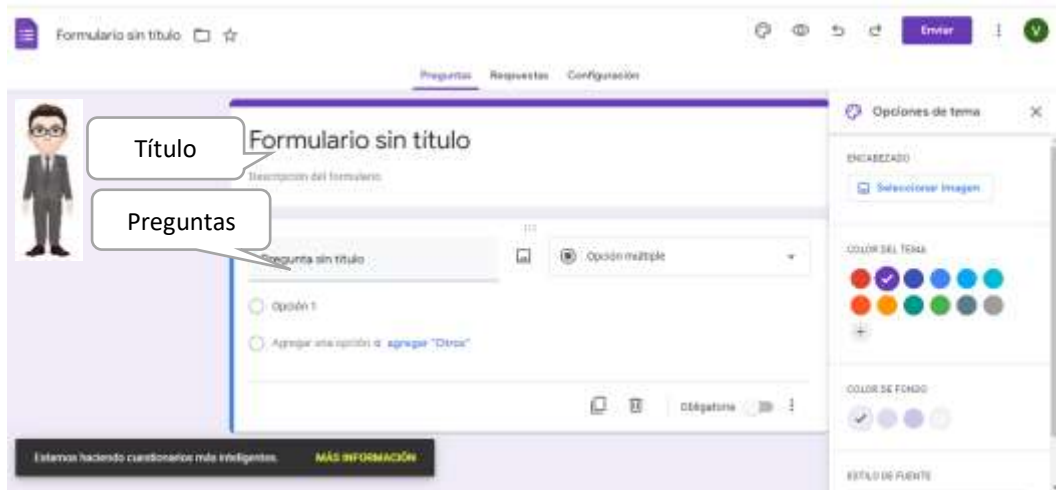 Formulario sin título
Enviar
V
Preguntas Respuestas Configuración
Título
Formulario sin título
Descripción del formulario
Preguntas
Pregunta sin título
Opción múltiple
Opción 1
Agregar una opción o agregar "Otros"
Obligatoria
Estamos haciendo cuestionarios más inteligentes. MÁS INFORMACIÓN
Opciones de tema
ENCABEZADO
Seleccionar imagen
COLOR DEL TEMA
COLOR DE FONDO
ESTILO DE FUENTE